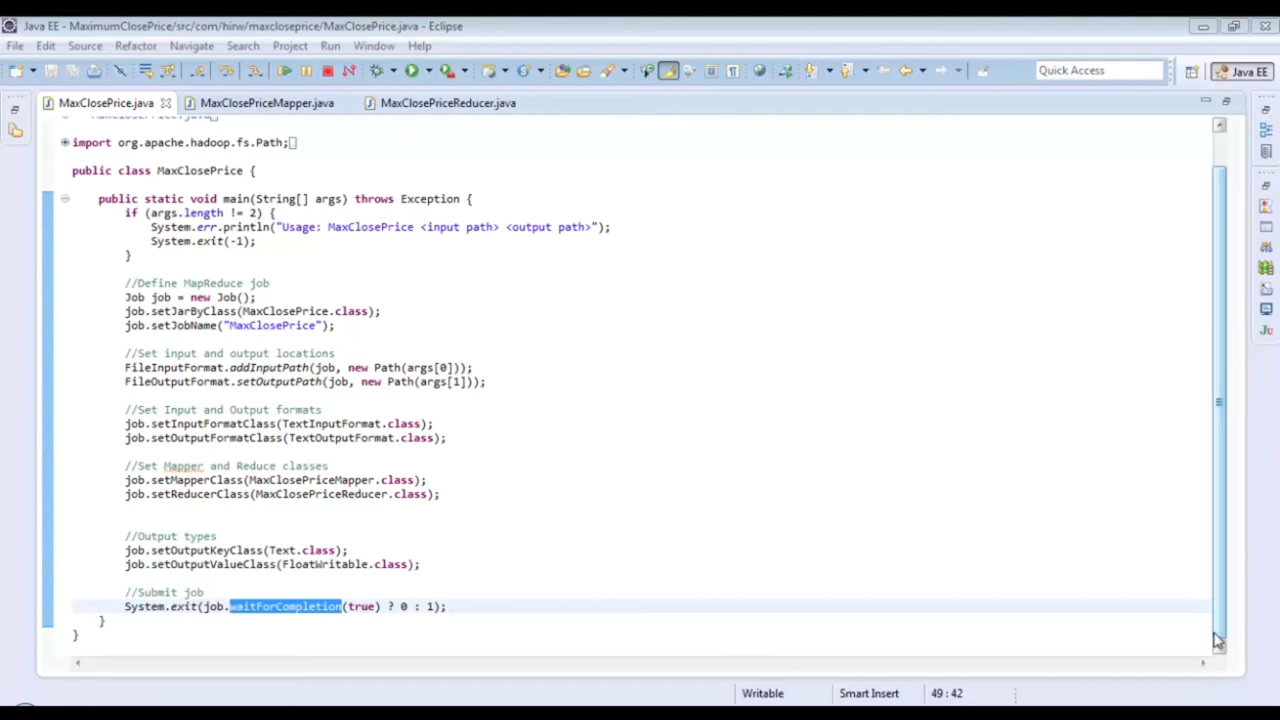 Java EE - MaximumClosePrice/src/com/hirw/maxcloseprice/MaxClosePrice.java - Eclipse
File Edit Source Refactor Navigate Search Project Run Window Help
Quick Access Java EE
MaxClosePrice.java MaxClosePriceMapper.java MaxClosePriceReducer.java
import org.apache.hadoop.fs.Path;
public class MaxClosePrice {
public static void main(String[] args) throws Exception {
if (args.length != 2) {
System.err.println("Usage: MaxClosePrice <input path> <output path>");
System.exit(-1);
}
//Define MapReduce job
Job job = new Job();
job.setJarByClass(MaxClosePrice.class);
job.setJobName("MaxClosePrice");
//Set input and output locations
FileInputFormat.addInputPath(job, new Path(args[0]));
FileOutputFormat.setOutputPath(job, new Path(args[1]));
//Set Input and Output formats
job.setInputFormatClass(TextInputFormat.class);
job.setOutputFormatClass(TextOutputFormat.class);
//Set Mapper and Reduce classes
job.setMapperClass(MaxClosePriceMapper.class);
job.setReducerClass(MaxClosePriceReducer.class);
//Output types
job.setOutputKeyClass(Text.class);
job.setOutputValueClass(FloatWritable.class);
//Submit job
System.exit(job.waitForCompletion(true) ? 0 : 1);
}
}
Writable Smart Insert 49 : 42